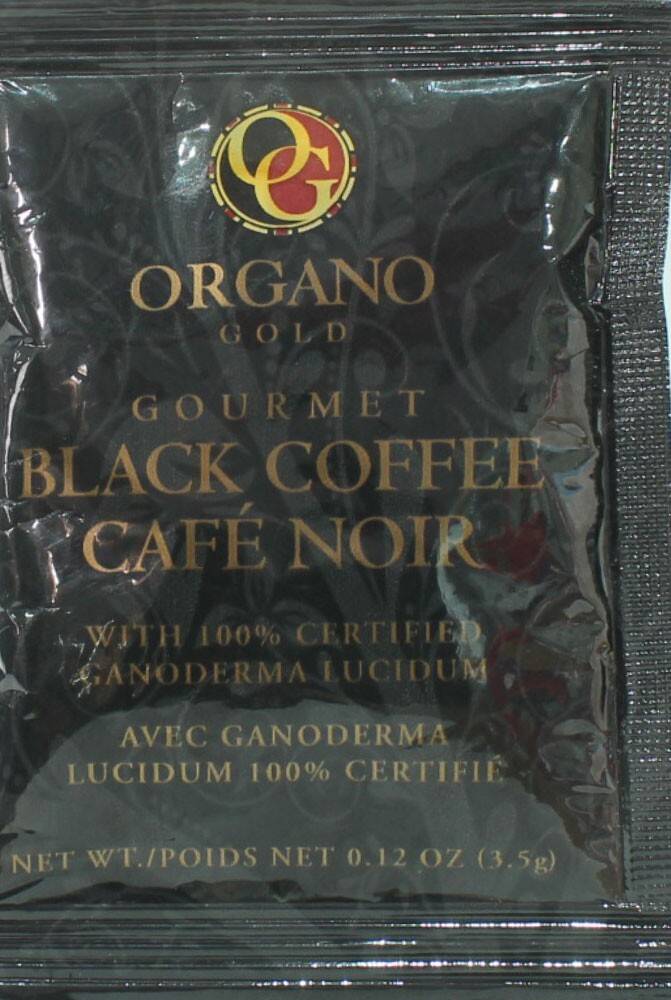 OG
ORGANO
GOLD
GOURMET
BLACK COFFEE
CAFÉ NOIR
WITH 100% CERTIFIED
GANODERMA LUCIDUM
AVEC GANODERMA
LUCIDUM 100% CERTIFIÉ
NET WT./POIDS NET 0.12 OZ (3.5g)